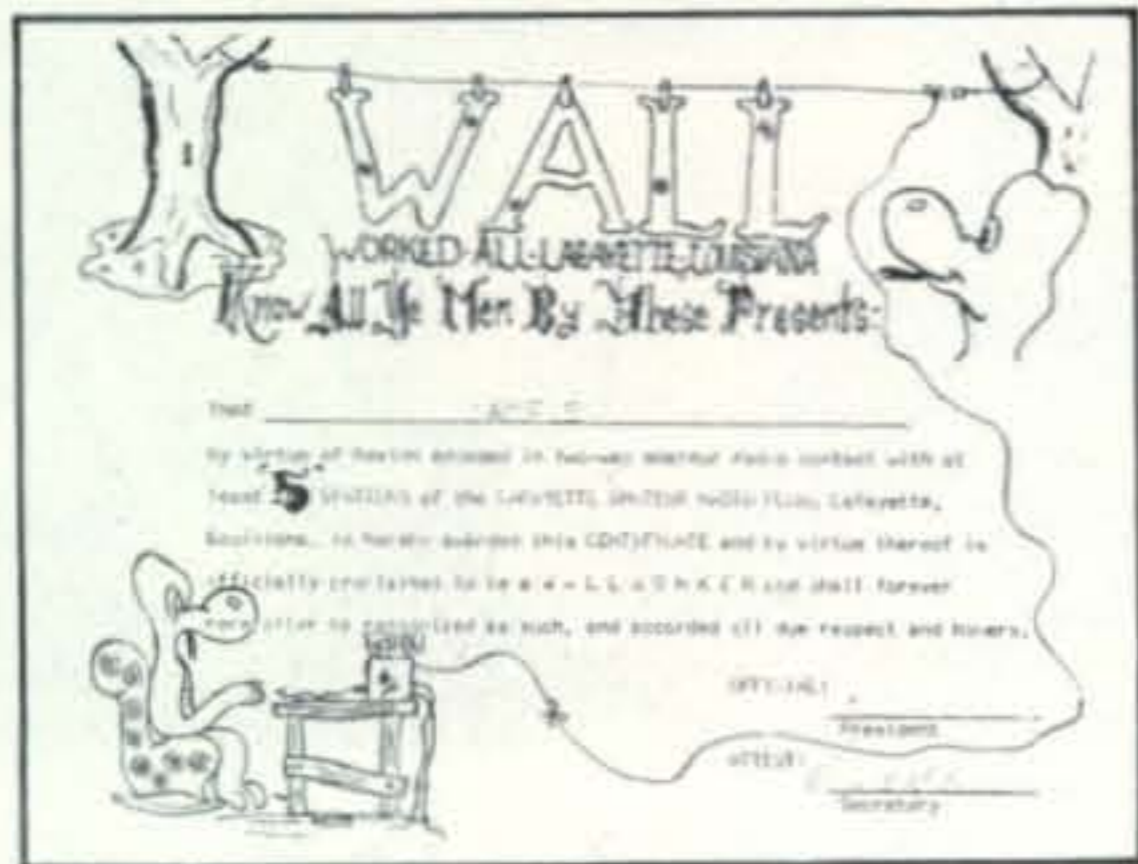 WALL
WORKED-ALL-LAFAYETTE-LOUISIANA
Know All Ye Men By These Presents:
That
By virtue of having engaged in two-way amateur radio contact with at
least "5" stations of the LAFAYETTE AMATEUR RADIO Lafayette,
Louisiana, is hereby awarded this CERTIFICATE and by virtue thereof is
officially proclaimed to be a and shall forever
be recognized as such, and accorded all due respect and honors.
OFFICIAL:
President
ATTEST:
Secretary